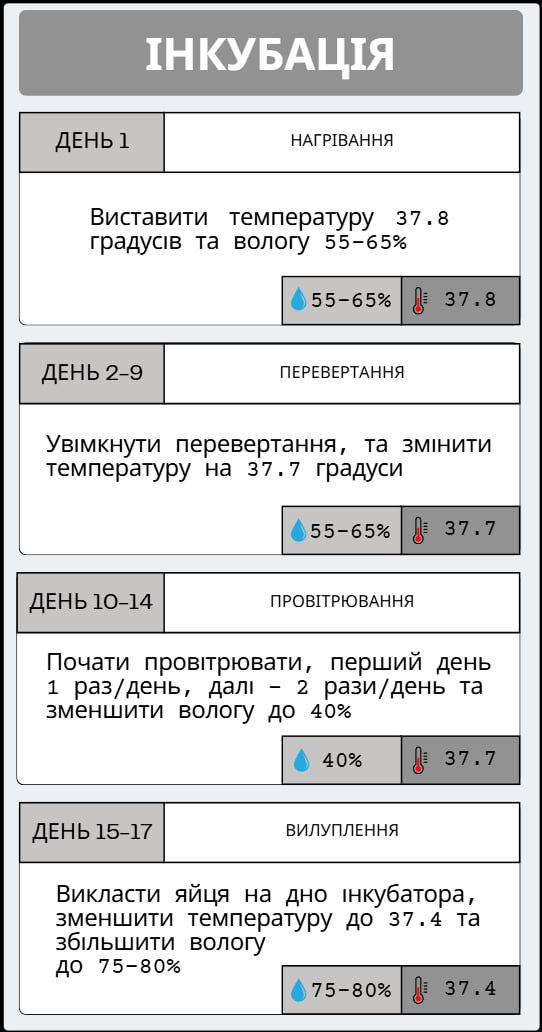 ІНКУБАЦІЯ
ДЕНЬ 1
НАГРІВАННЯ
Виставити температуру 37.8
градусів та вологу 55-65%
55-65%
37.8
ДЕНЬ 2-9
ПЕРЕВЕРТАННЯ
Увімкнути перевертання, та змінити
температуру на 37.7 градуси
55-65%
37.7
ДЕНЬ 10-14
ПРОВІТРЮВАННЯ
Почати провітрювати, перший день
1 раз/день, далі - 2 рази/день та
зменшити вологу до 40%
40%
37.7
ДЕНЬ 15-17
ВИЛУПЛЕННЯ
Викласти яйця на дно інкубатора,
зменшити температуру до 37.4 та
збільшити вологу
до 75-80%
75-80%
37.4